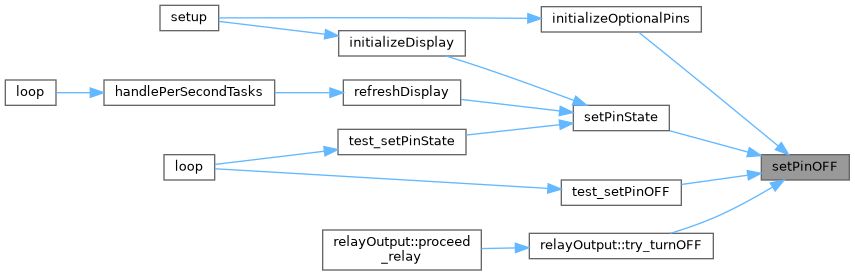 setup
initializeOptionalPins
initializeDisplay
loop
handlePerSecondTasks
refreshDisplay
setPinState
test_setPinState
loop
setPinOFF
test_setPinOFF
relayOutput::proceed
_relay
relayOutput::try_turnOFF